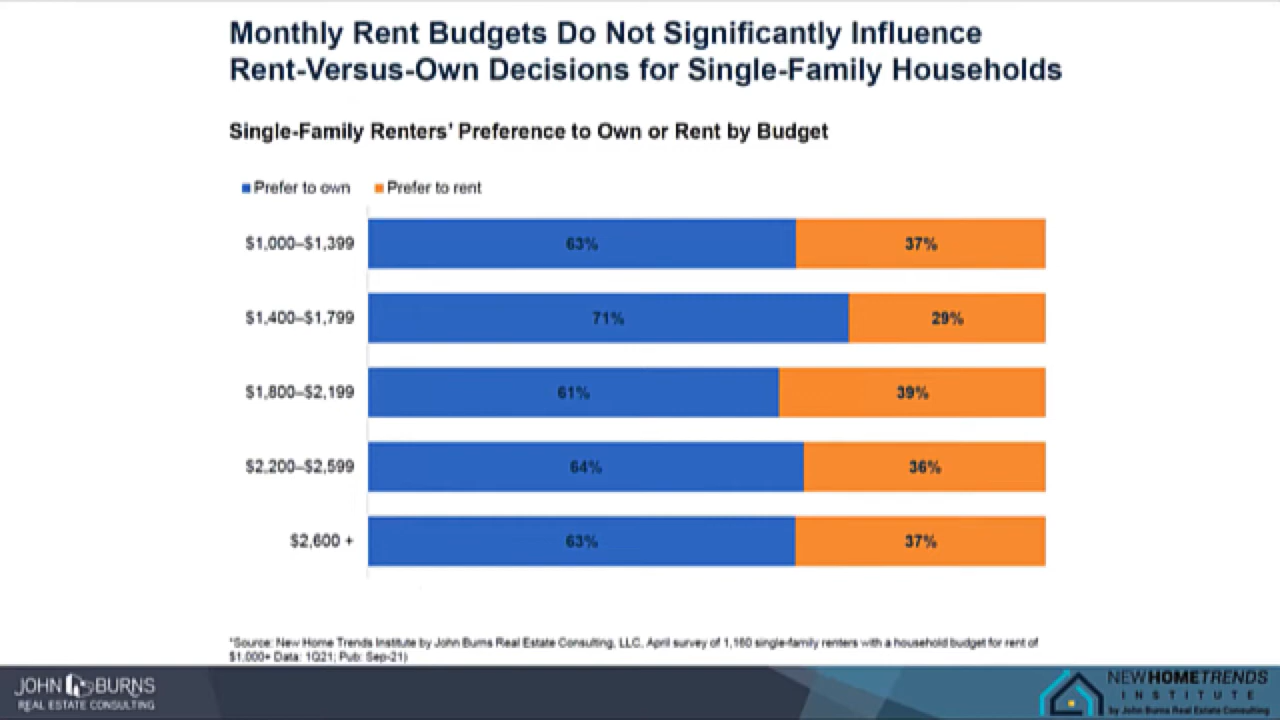 Monthly Rent Budgets Do Not Significantly Influence
Rent-Versus-Own Decisions for Single-Family Households
Single-Family Renters' Preference to Own or Rent by Budget
Prefer to own Prefer to rent
$1,000–$1,399 63% 37%
$1,400–$1,799 71% 29%
$1,800–$2,199 61% 39%
$2,200–$2,599 64% 36%
$2,600 + 63% 37%
*Source: New Home Trends Institute by John Burns Real Estate Consulting, LLC, April survey of 1,160 single-family renters with a household budget for rent of
$1,000+ Data: 1Q21; Pub: Sep-21)
JOHN BURNS
REAL ESTATE CONSULTING
NEWHOMETRENDS
INSTITUTE
by John Burns Real Estate Consulting